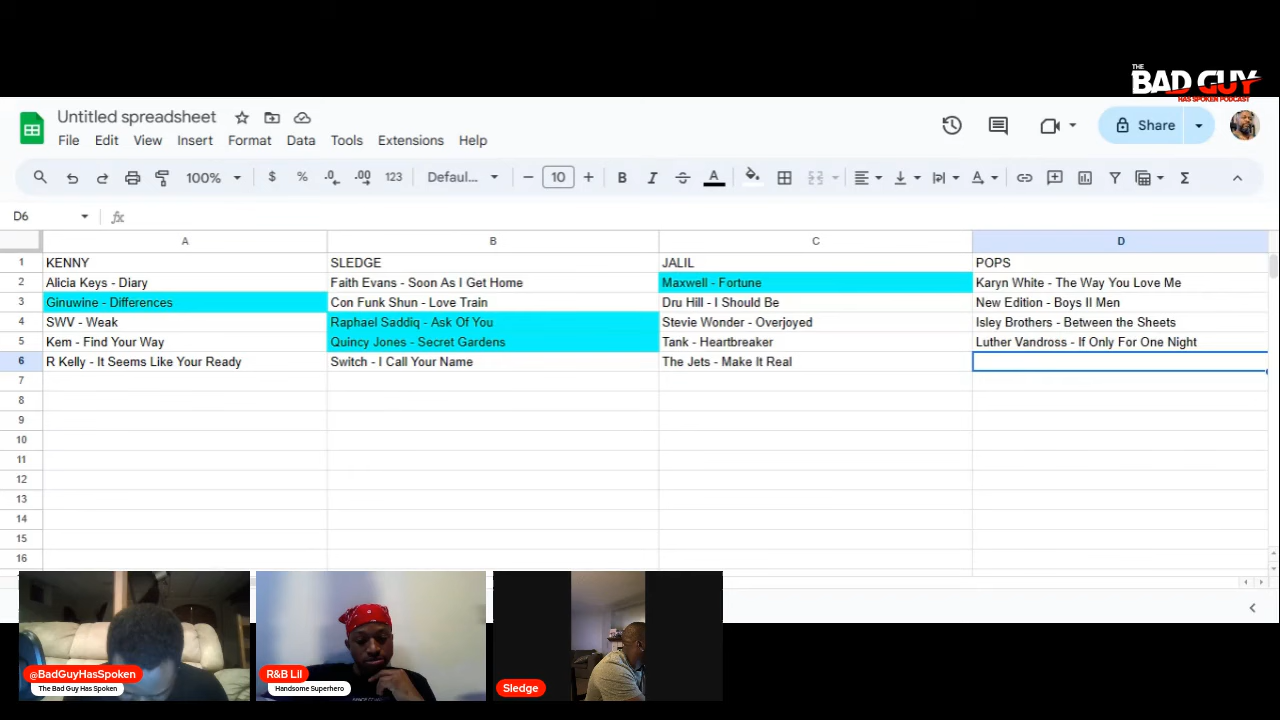 THE
BAD GUY
HAS SPOKEN PODCAST
Untitled spreadsheet
File Edit View Insert Format Data Tools Extensions Help
Share
100% $ % .0 .00 123 Defaul... 10 B I S A
D6 fx
A B C D
1 KENNY SLEDGE JALIL POPS
2 Alicia Keys - Diary Faith Evans - Soon As I Get Home Maxwell - Fortune Karyn White - The Way You Love Me
3 Ginuwine - Differences Con Funk Shun - Love Train Dru Hill - I Should Be New Edition - Boys II Men
4 SWV - Weak Raphael Saddiq - Ask Of You Stevie Wonder - Overjoyed Isley Brothers - Between the Sheets
5 Kem - Find Your Way Quincy Jones - Secret Gardens Tank - Heartbreaker Luther Vandross - If Only For One Night
6 R Kelly - It Seems Like Your Ready Switch - I Call Your Name The Jets - Make It Real
7
8
9
10
11
12
13
14
15
16
@BadGuyHasSpoken
The Bad Guy Has Spoken
R&B Lil
Handsome Superhero
Sledge